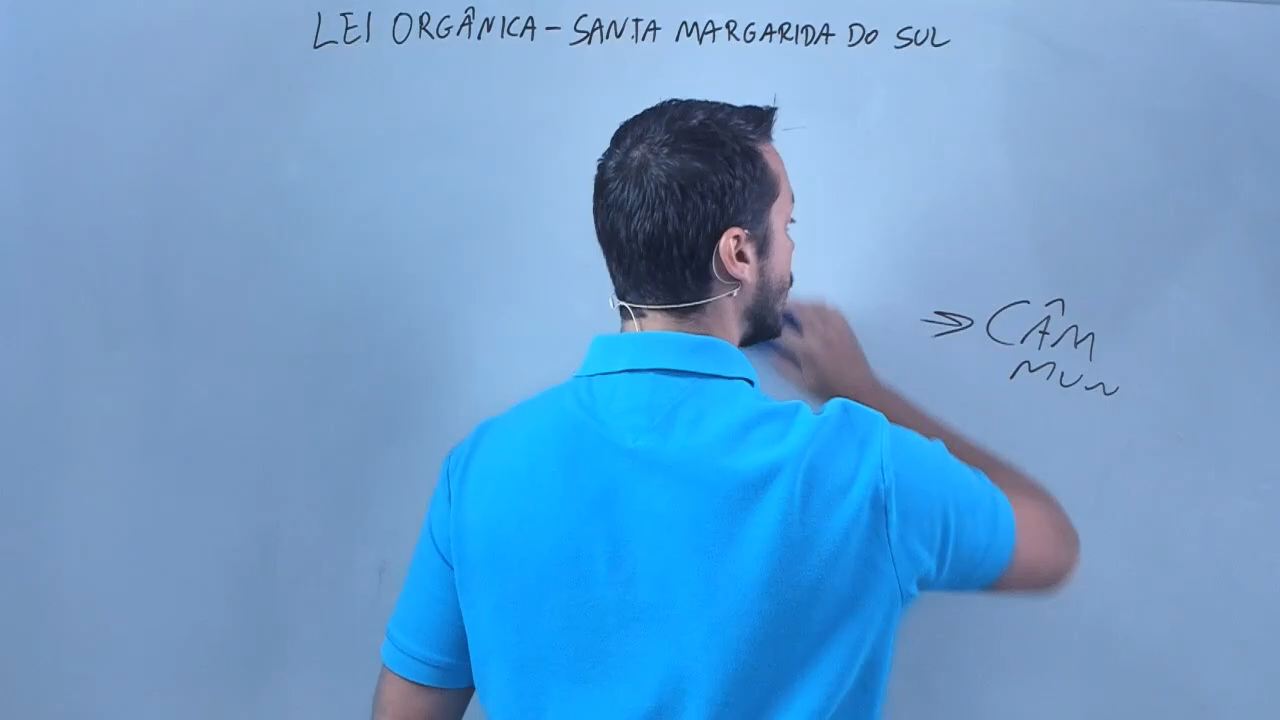 LEI ORGÂNICA - SANTA MARGARIDA DO SUL
⇒ CÂM
MUN